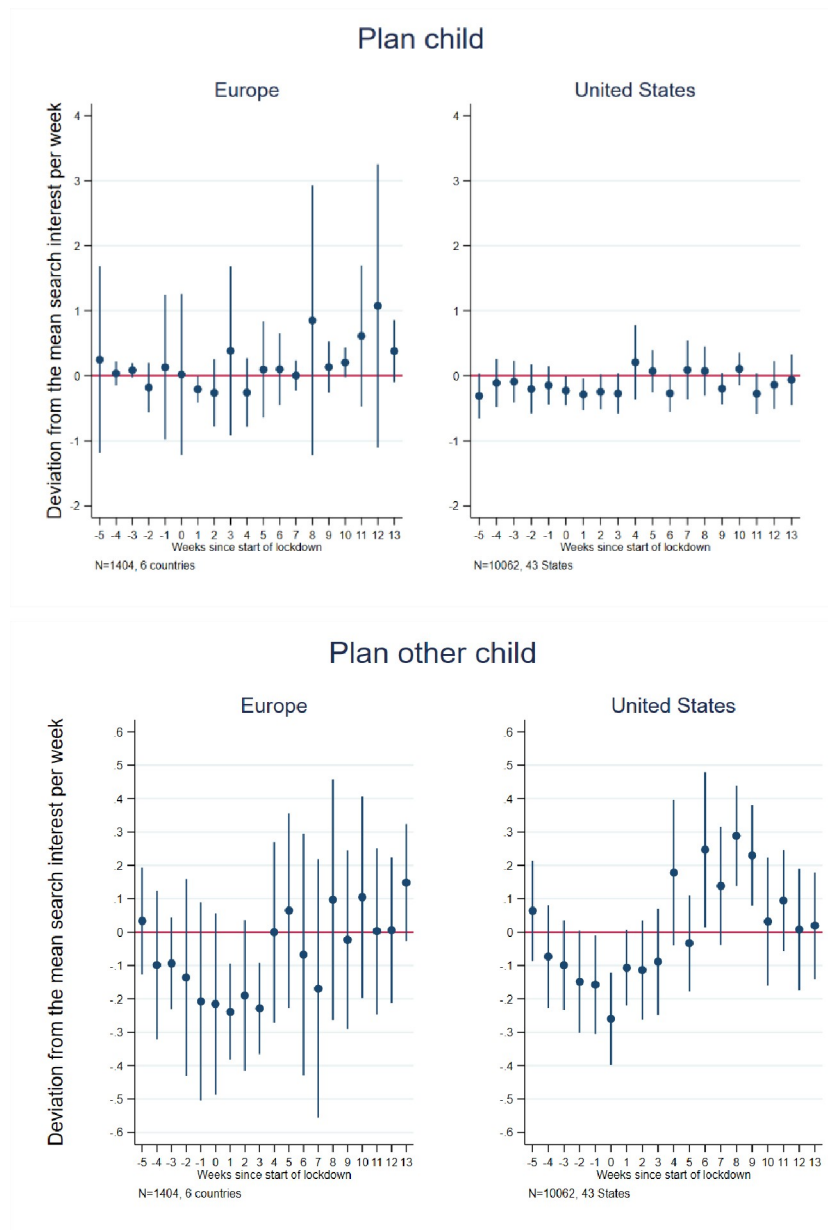 Plan child
Europe
United States
Deviation from the mean search interest per week
4
3
2
1
0
-1
-2
-5 -4 -3 -2 -1 0 1 2 3 4 5 6 7 8 9 10 11 12 13
Weeks since start of lockdown
N=1404, 6 countries
4
3
2
1
0
-1
-2
-5 -4 -3 -2 -1 0 1 2 3 4 5 6 7 8 9 10 11 12 13
Weeks since start of lockdown
N=10062, 43 States
Plan other child
Europe
United States
Deviation from the mean search interest per week
.6
.5
.4
.3
.2
.1
0
-.1
-.2
-.3
-.4
-.5
-.6
-5 -4 -3 -2 -1 0 1 2 3 4 5 6 7 8 9 10 11 12 13
Weeks since start of lockdown
N=1404, 6 countries
.6
.5
.4
.3
.2
.1
0
-.1
-.2
-.3
-.4
-.5
-.6
-5 -4 -3 -2 -1 0 1 2 3 4 5 6 7 8 9 10 11 12 13
Weeks since start of lockdown
N=10062, 43 States